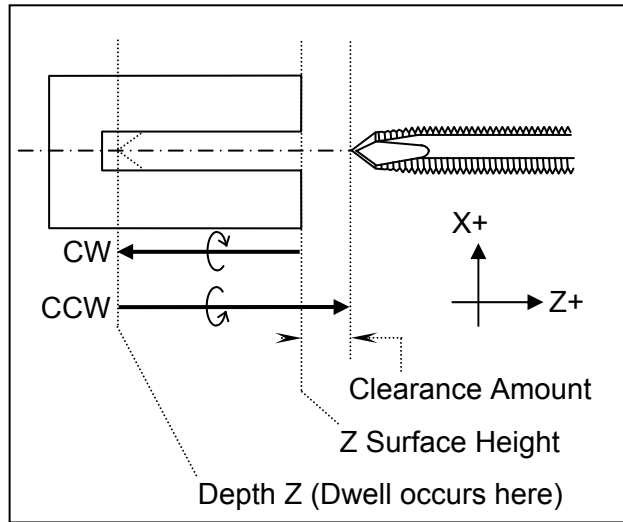 CW
X+
CCW
Z+
Clearance Amount
Z Surface Height
Depth Z (Dwell occurs here)